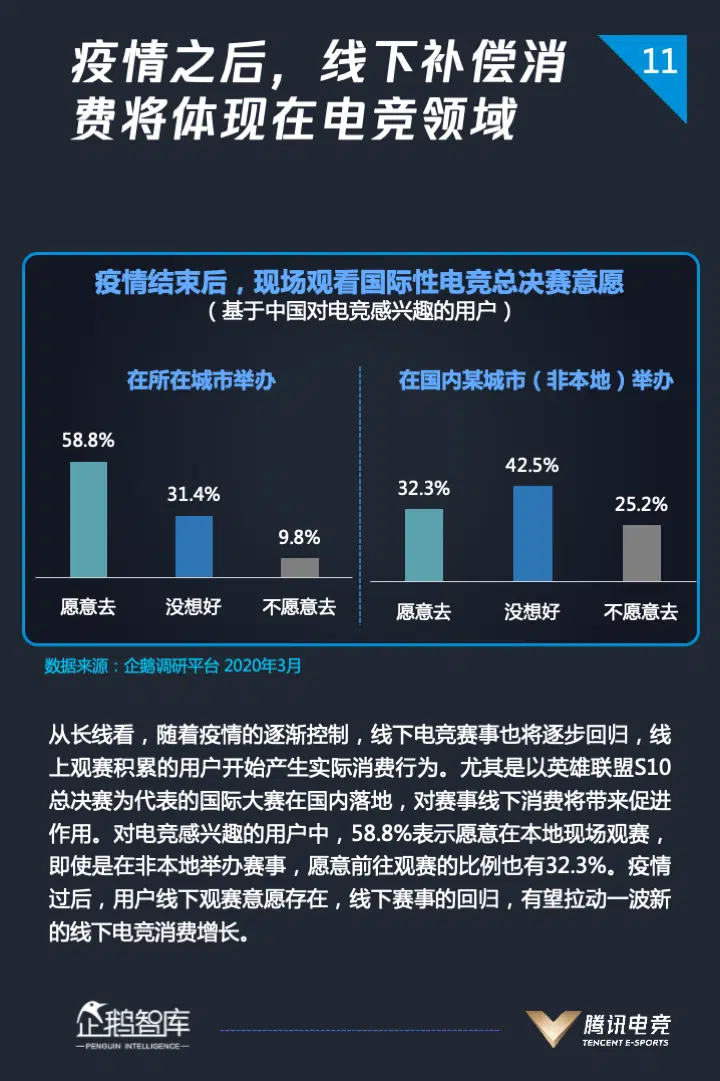 疫情之后，线下补偿消
费将体现在电竞领域
11
疫情结束后，现场观看国际性电竞总决赛意愿
（基于中国对电竞感兴趣的用户）
在所在城市举办
58.8%
31.4%
9.8%
愿意去
没想好
不愿意去
在国内某城市（非本地）举办
32.3%
42.5%
25.2%
愿意去
没想好
不愿意去
数据来源：企鹅调研平台 2020年3月
从长线看，随着疫情的逐渐控制，线下电竞赛事也将逐步回归，线
上观赛积累的用户开始产生实际消费行为。尤其是以英雄联盟S10
总决赛为代表的国际大赛在国内落地，对赛事线下消费将带来促进
作用。对电竞感兴趣的用户中，58.8%表示愿意在本地现场观赛，
即使是在非本地举办赛事，愿意前往观赛的比例也有32.3%。疫情
过后，用户线下观赛意愿存在，线下赛事的回归，有望拉动一波新
的线下电竞消费增长。
企鹅智库
PENGUIN INTELLIGENCE
腾讯电竞
TENCENT E-SPORTS